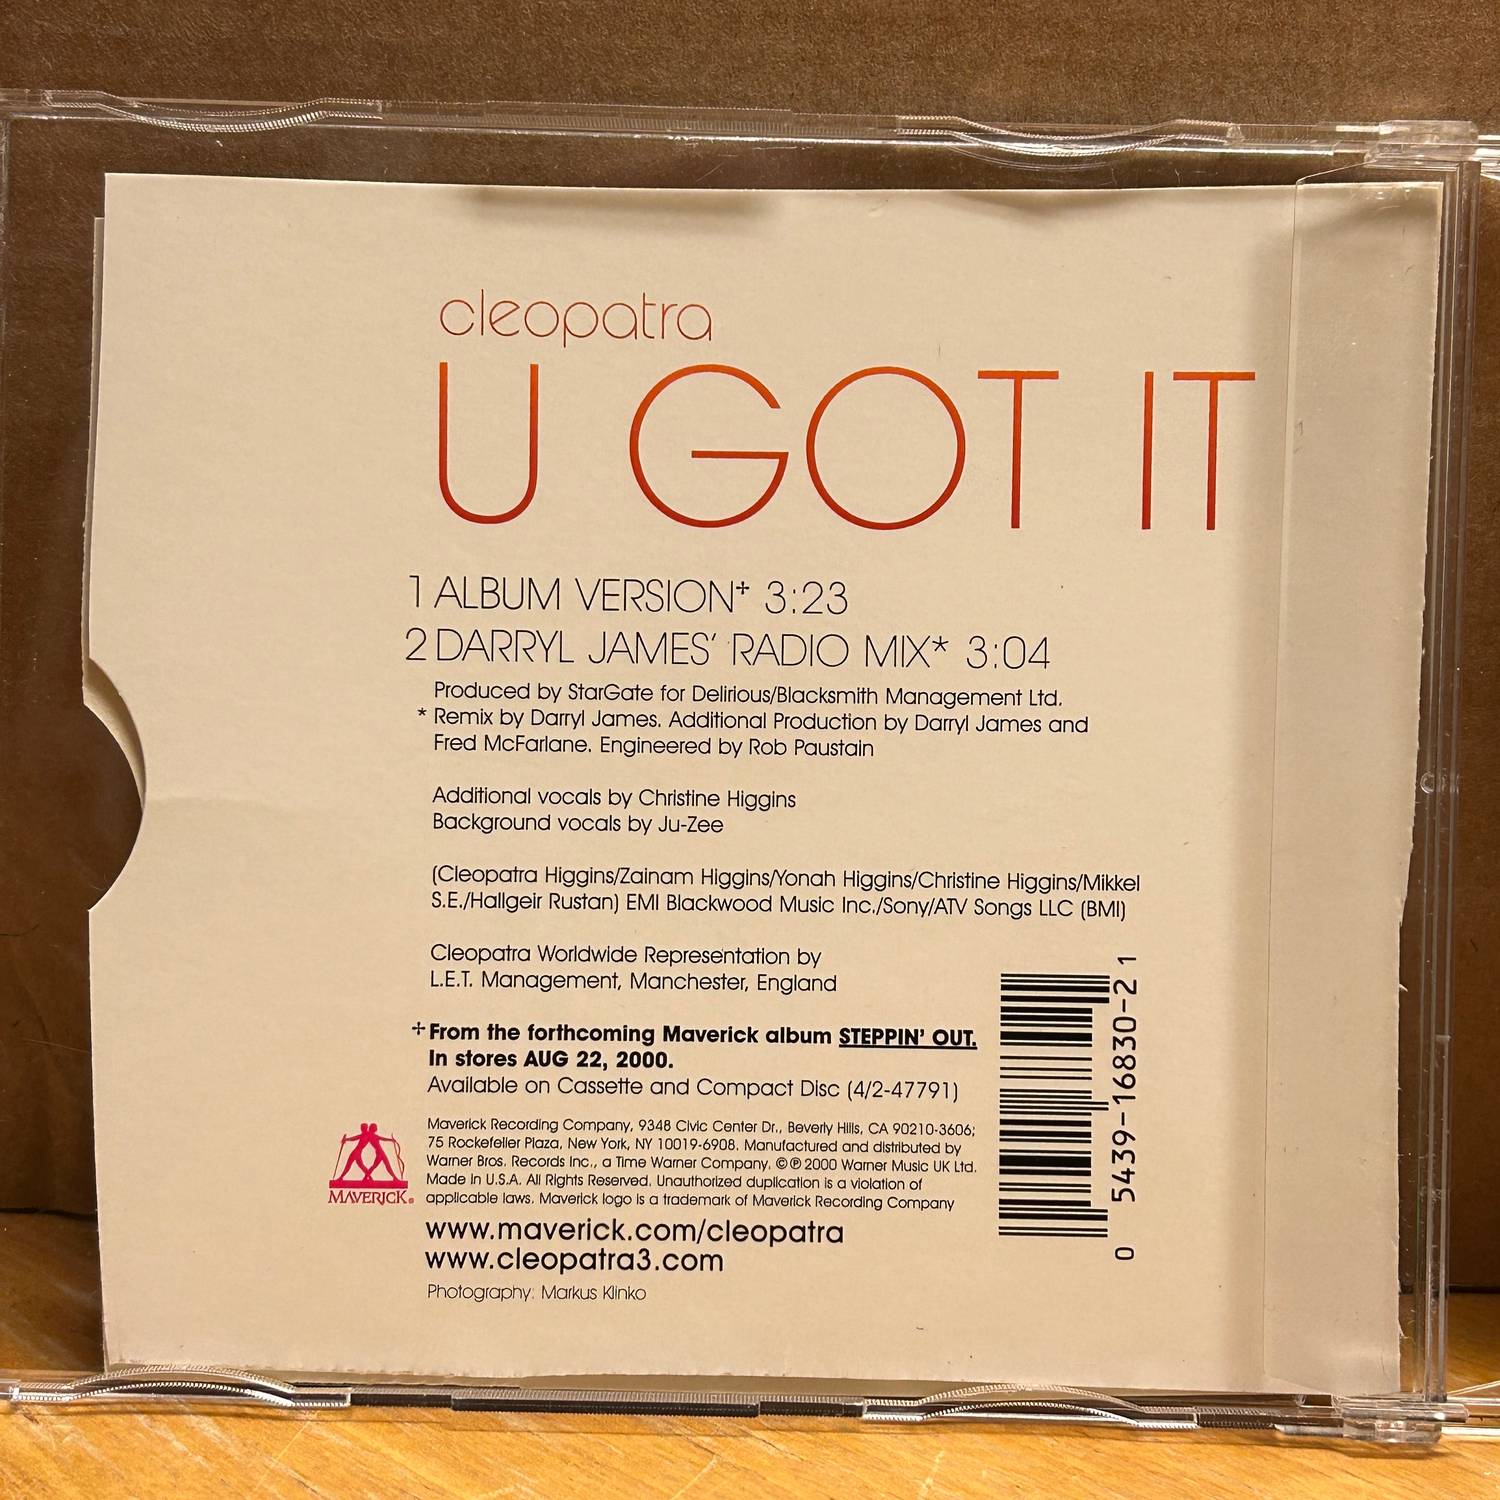 cleopatra
U GOT IT
1 ALBUM VERSION✢ 3:23
2 DARRYL JAMES' RADIO MIX* 3:04
Produced by StarGate for Delirious/Blacksmith Management Ltd.
* Remix by Darryl James. Additional Production by Darryl James and
Fred McFarlane. Engineered by Rob Paustain
Additional vocals by Christine Higgins
Background vocals by Ju-Zee
(Cleopatra Higgins/Zainam Higgins/Yonah Higgins/Christine Higgins/Mikkel
S.E./Hallgeir Rustan) EMI Blackwood Music Inc./Sony/ATV Songs LLC (BMI)
Cleopatra Worldwide Representation by
L.E.T. Management, Manchester, England
✢From the forthcoming Maverick album STEPPIN' OUT.
In stores AUG 22, 2000.
Available on Cassette and Compact Disc (4/2-47791)
Maverick Recording Company, 9348 Civic Center Dr., Beverly Hills, CA 90210-3606;
75 Rockefeller Plaza, New York, NY 10019-6908. Manufactured and distributed by
Warner Bros. Records Inc., a Time Warner Company. ©℗ 2000 Warner Music UK Ltd.
Made in U.S.A. All Rights Reserved. Unauthorized duplication is a violation of
applicable laws. Maverick logo is a trademark of Maverick Recording Company
MAVERICK®
www.maverick.com/cleopatra
www.cleopatra3.com
Photography: Markus Klinko
0 5439-16830-2 1